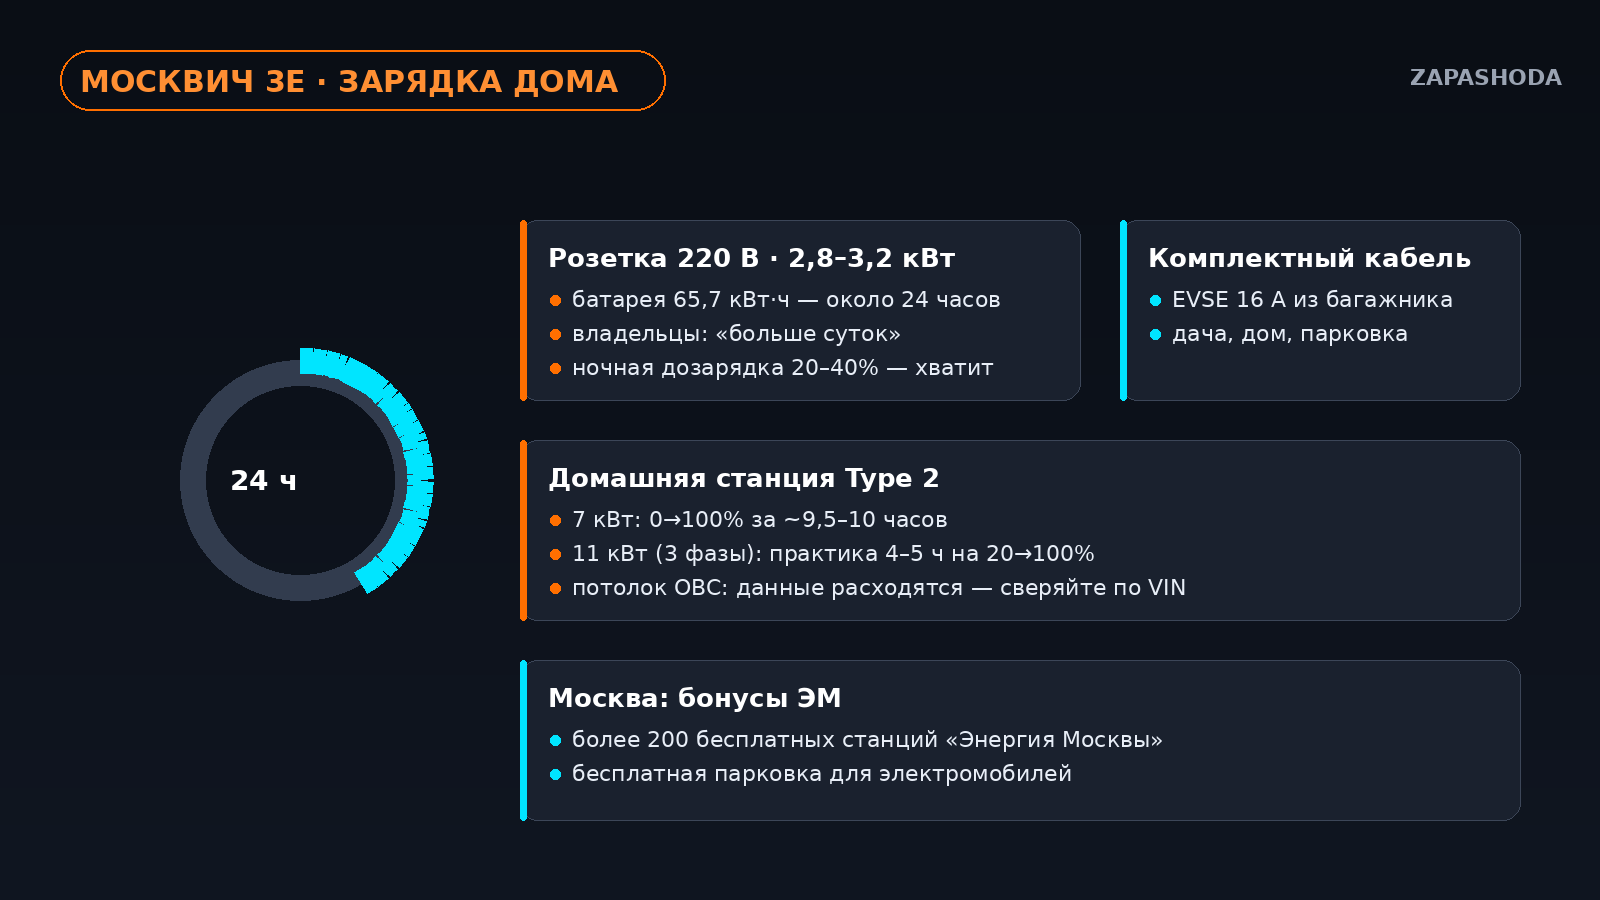 МОСКВИЧ 3Е · ЗАРЯДКА ДОМА
ZAPASHODA
Розетка 220 В · 2,8–3,2 кВт
батарея 65,7 кВт·ч — около 24 часов
владельцы: «больше суток»
ночная дозарядка 20–40% — хватит
Комплектный кабель
EVSE 16 А из багажника
дача, дом, парковка
24 ч
Домашняя станция Type 2
7 кВт: 0→100% за ~9,5–10 часов
11 кВт (3 фазы): практика 4–5 ч на 20→100%
потолок OBC: данные расходятся — сверяйте по VIN
Москва: бонусы ЭМ
более 200 бесплатных станций «Энергия Москвы»
бесплатная парковка для электромобилей